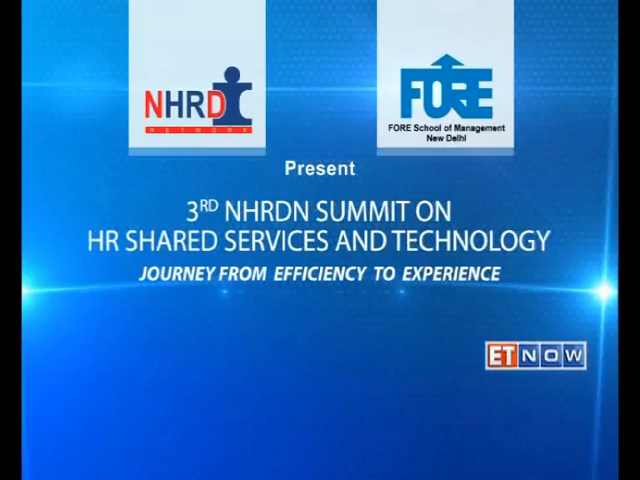 NHRD
NETWORK
FORE
FORE School of Management
New Delhi
Present
3RD NHRDN SUMMIT ON
HR SHARED SERVICES AND TECHNOLOGY
JOURNEY FROM EFFICIENCY TO EXPERIENCE
ET NOW